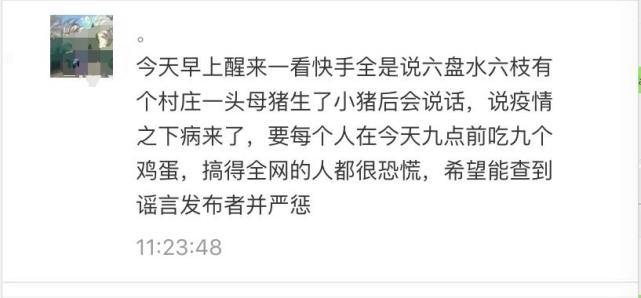 。
今天早上醒来一看快手全是说六盘水六枝有
个村庄一头母猪生了小猪后会说话，说疫情
之下病来了，要每个人在今天九点前吃九个
鸡蛋，搞得全网的人都很恐慌，希望能查到
谣言发布者并严惩
11:23:48